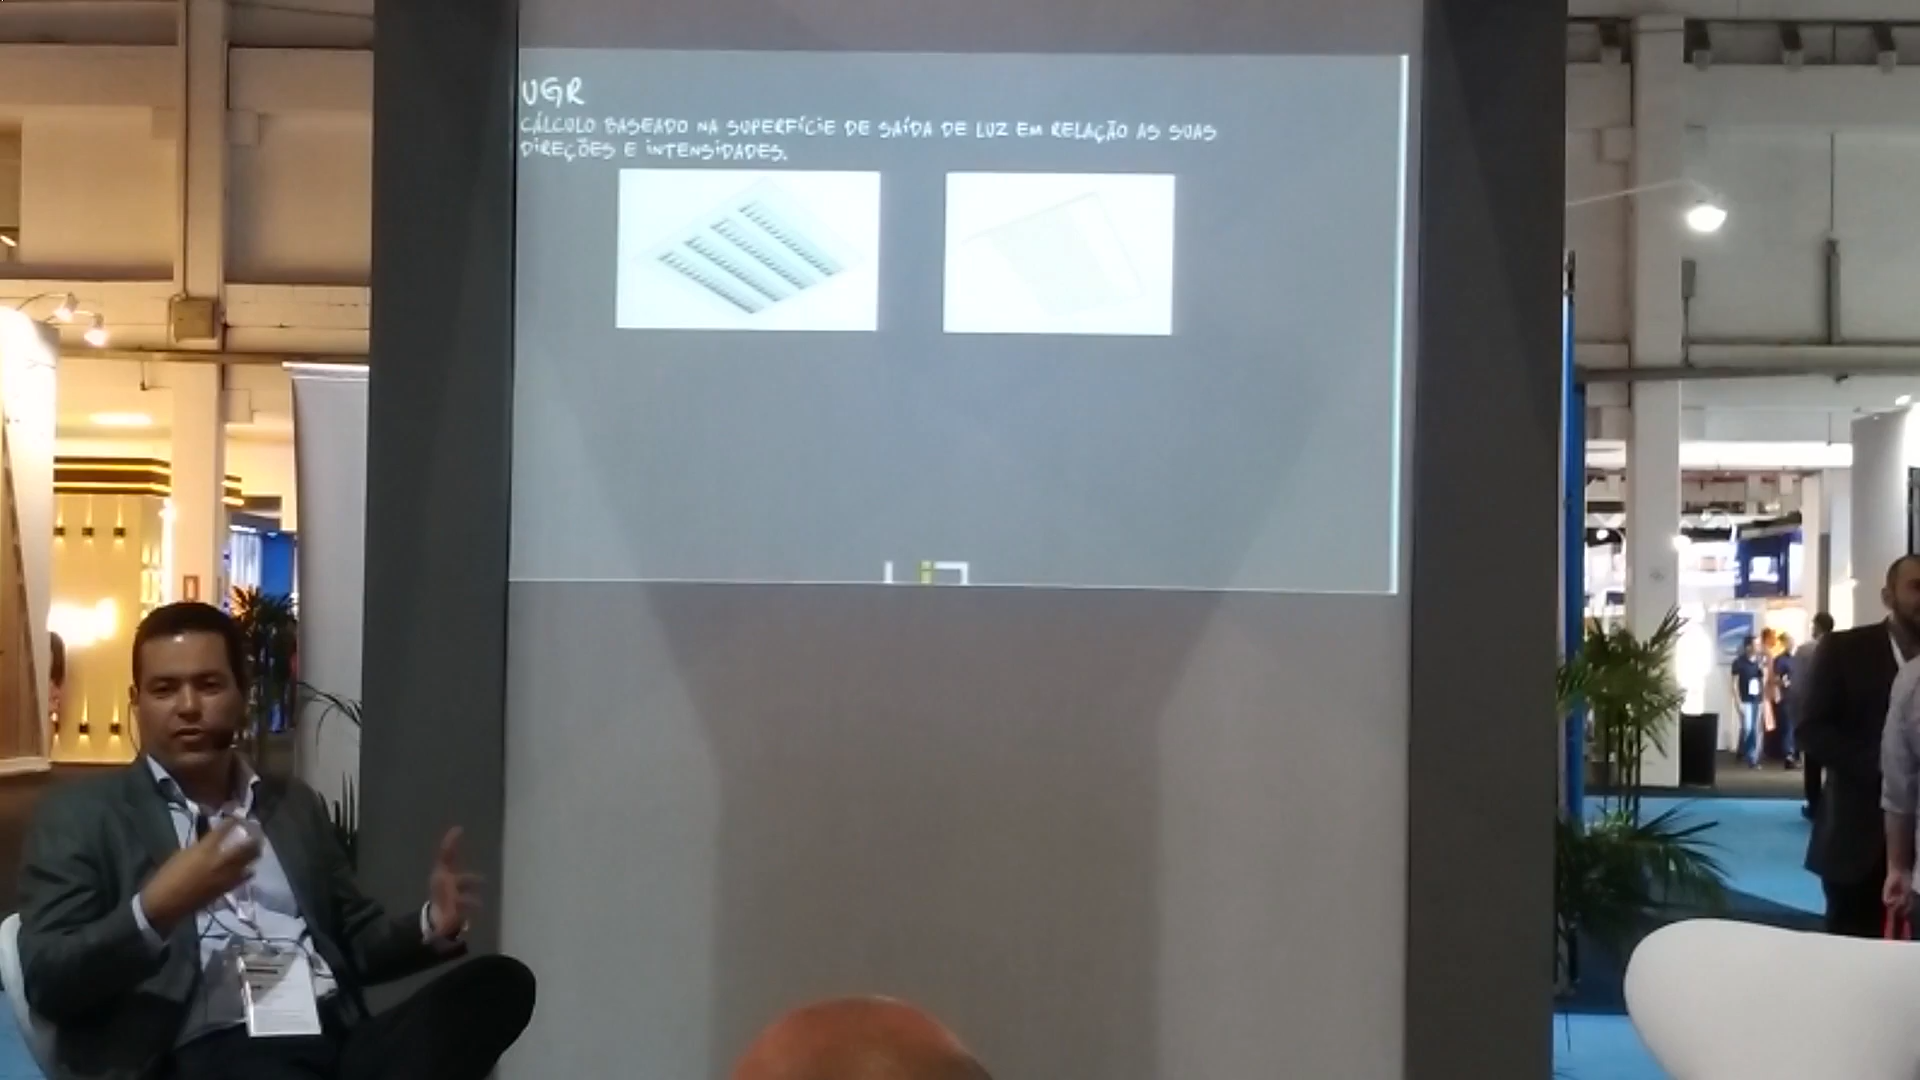 UGR
CÁLCULO BASEADO NA SUPERFÍCIE DE SAÍDA DE LUZ EM RELAÇÃO AS SUAS
DIREÇÕES E INTENSIDADES.